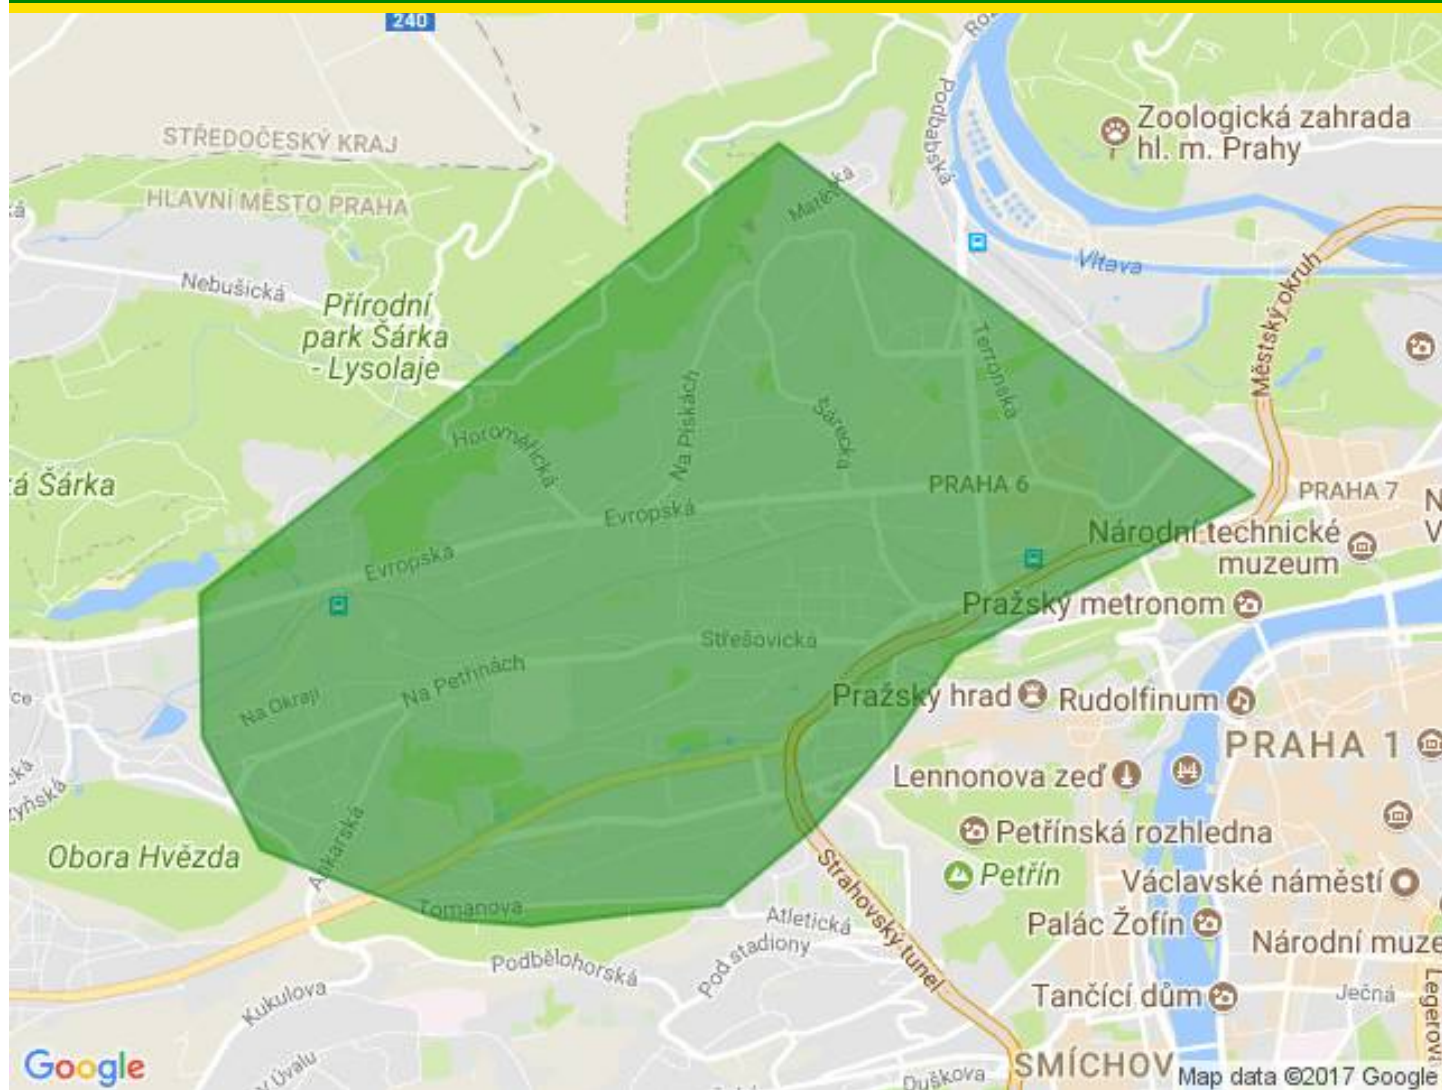 240
Podbabská
Zoologická zahrada
hl. m. Prahy
STŘEDOČESKÝ KRAJ
HLAVNÍ MĚSTO PRAHA
Matějská
Vltava
Nebušická
Přírodní
park Šárka
- Lysolaje
Městský okruh
Terronská
Na Pískách
Šárecká
Horoměřická
á Šárka
PRAHA 6
PRAHA 7
Evropská
Evropská
Národní technické
muzeum
Pražský metronom
Střešovická
Na Petřinách
Na Okraji
Pražský hrad
Rudolfinum
PRAHA 1
Lennonova zeď
Petřínská rozhledna
Obora Hvězda
Ankarská
Petřín
Václavské náměstí
Strahovský tunel
Tomanova
Atletická
Palác Žofín
Národní muze
Pod stadiony
Podbělohorská
Kukulova
Tančící dům
Ječná
Legerova
Google
SMÍCHOV
Duškova
Map data ©2017 Google